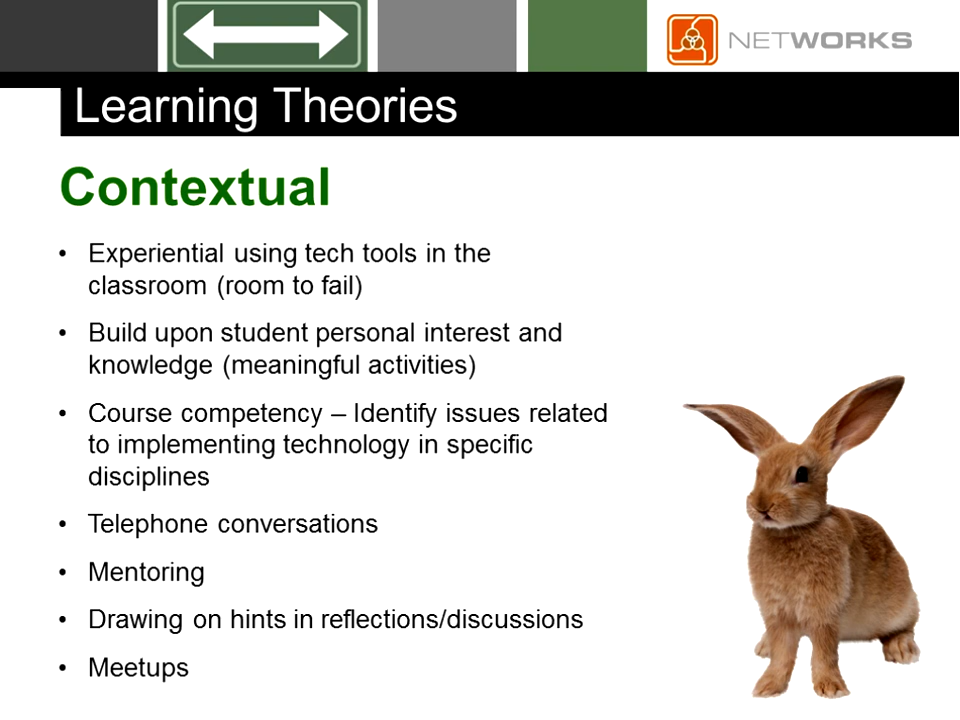 NETWORKS
Learning Theories
Contextual
• Experiential using tech tools in the
classroom (room to fail)
• Build upon student personal interest and
knowledge (meaningful activities)
• Course competency – Identify issues related
to implementing technology in specific
disciplines
• Telephone conversations
• Mentoring
• Drawing on hints in reflections/discussions
• Meetups